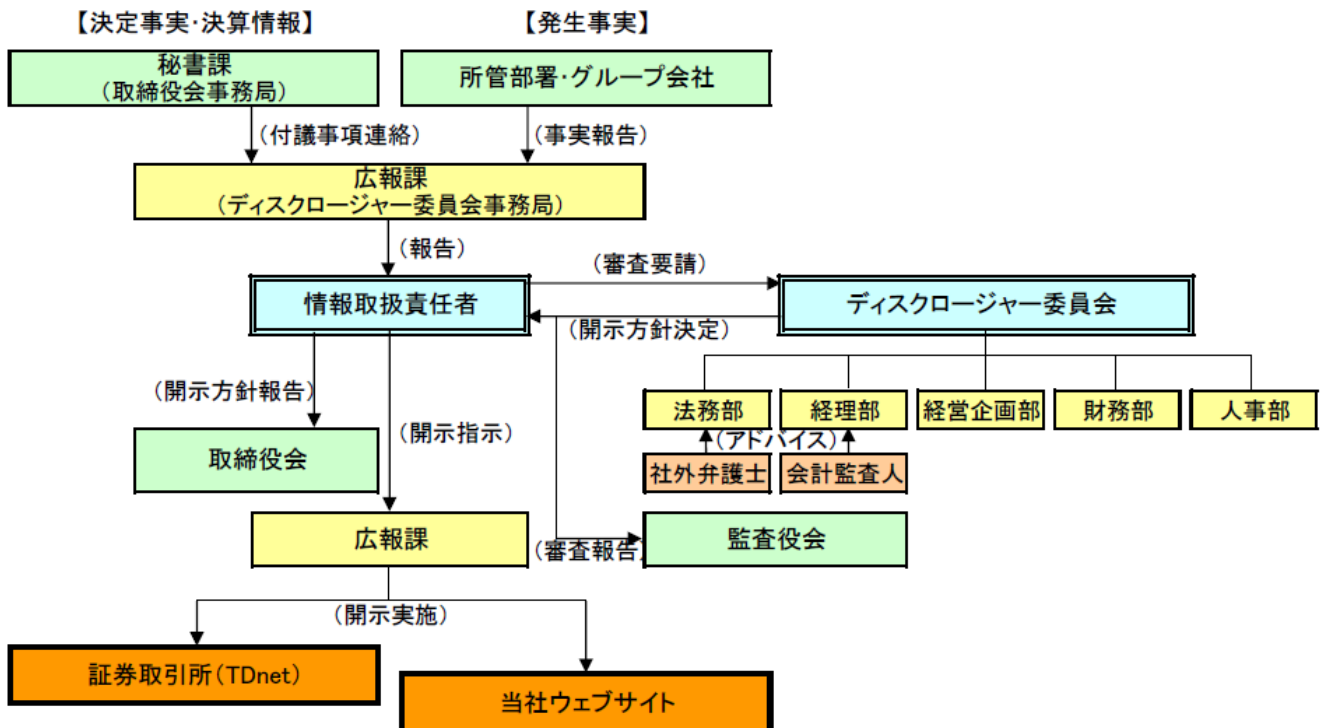 【決定事実・決算情報】
【発生事実】
秘書課
（取締役会事務局）
所管部署・グループ会社
（付議事項連絡）
（事実報告）
広報課
（ディスクロージャー委員会事務局）
（報告）
（審査要請）
情報取扱責任者
ディスクロージャー委員会
（開示方針決定）
（開示方針報告）
法務部
経理部
経営企画部
財務部
人事部
（開示指示）
（アドバイス）
取締役会
社外弁護士
会計監査人
広報課
（審査報告）
監査役会
（開示実施）
証券取引所（TDnet）
当社ウェブサイト